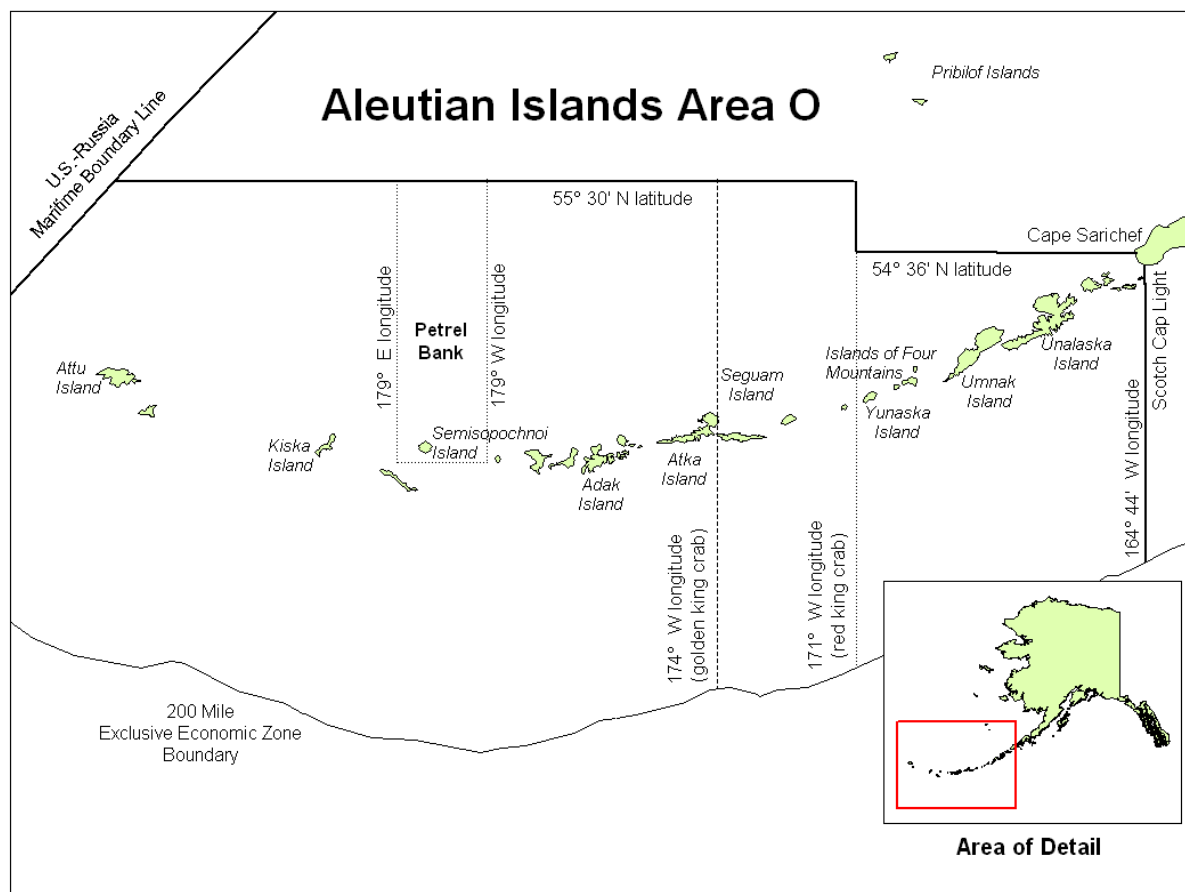 Pribilof Islands
Aleutian Islands Area O
U.S.-Russia
Maritime Boundary Line
55° 30' N latitude
Cape Sarichef
54° 36' N latitude
179° E longitude
Petrel
Bank
179° W longitude
Scotch Cap Light
164° 44' W longitude
Attu
Island
Kiska
Island
Semisopochnoi
Island
Adak
Island
Atka
Island
Seguam
Island
Islands of Four
Mountains
Yunaska
Island
Umnak
Island
Unalaska
Island
174° W longitude
(golden king crab)
171° W longitude
(red king crab)
200 Mile
Exclusive Economic Zone
Boundary
Area of Detail